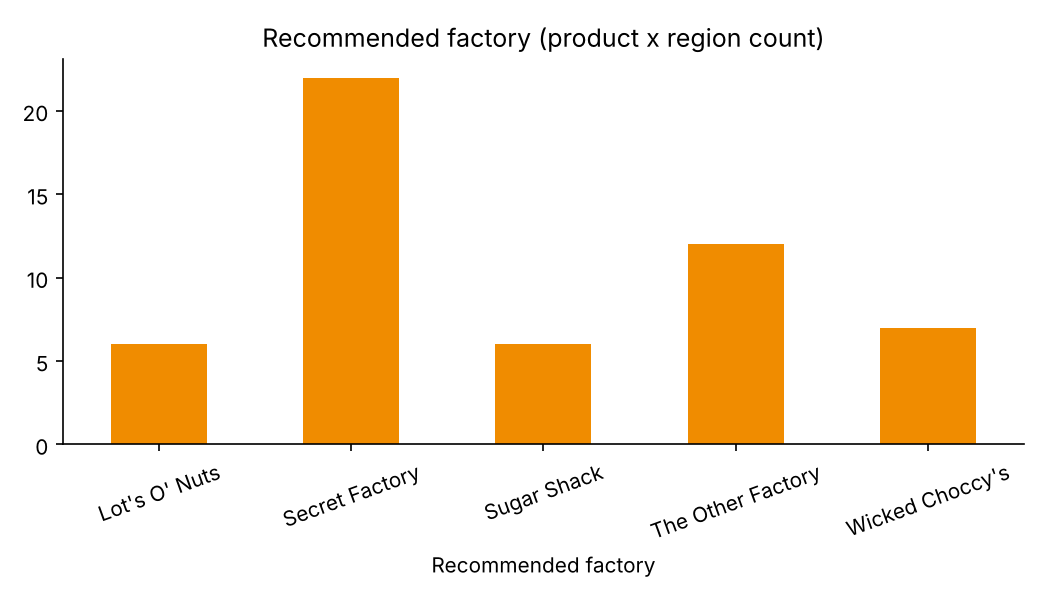 Recommended factory (product x region count)
20
15
10
5
0
Lot's O' Nuts
Secret Factory
Sugar Shack
The Other Factory
Wicked Choccy's
Recommended factory